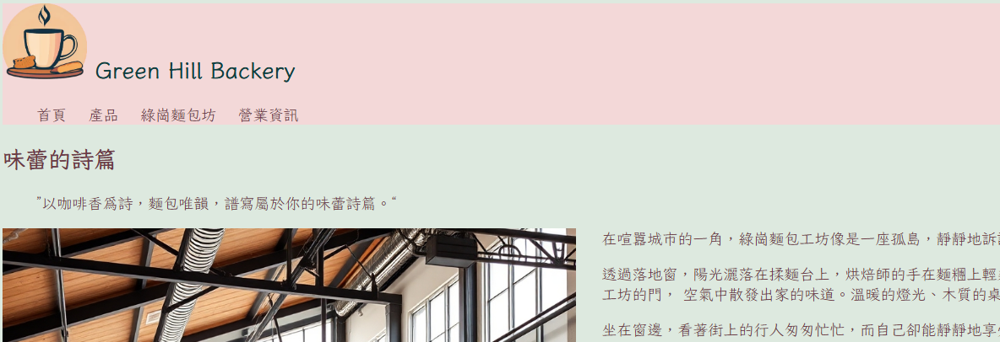 Green Hill Backery
首頁 產品 綠崗麵包坊 營業資訊
味蕾的詩篇
”以咖啡香為詩，麵包唯韻，譜寫屬於你的味蕾詩篇。“
在喧囂城市的一角，綠崗麵包工坊像是一座孤島，靜靜地訴
透過落地窗，陽光灑落在揉麵台上，烘焙師的手在麵糰上輕
工坊的門， 空氣中散發出家的味道。溫暖的燈光、木質的桌
坐在窗邊，看著街上的行人匆匆忙忙，而自己卻能靜靜地享